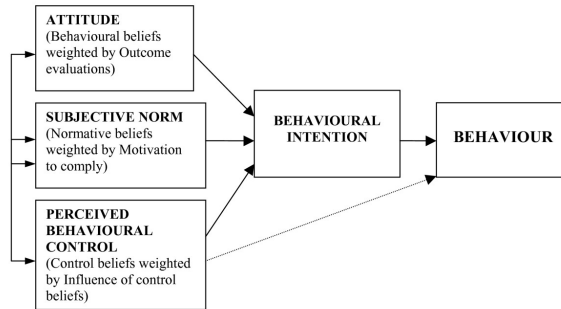 ATTITUDE
(Behavioural beliefs
weighted by Outcome
evaluations)
SUBJECTIVE NORM
(Normative beliefs
weighted by Motivation
to comply)
PERCEIVED
BEHAVIOURAL
CONTROL
(Control beliefs weighted
by Influence of control
beliefs)
BEHAVIOURAL
INTENTION
BEHAVIOUR